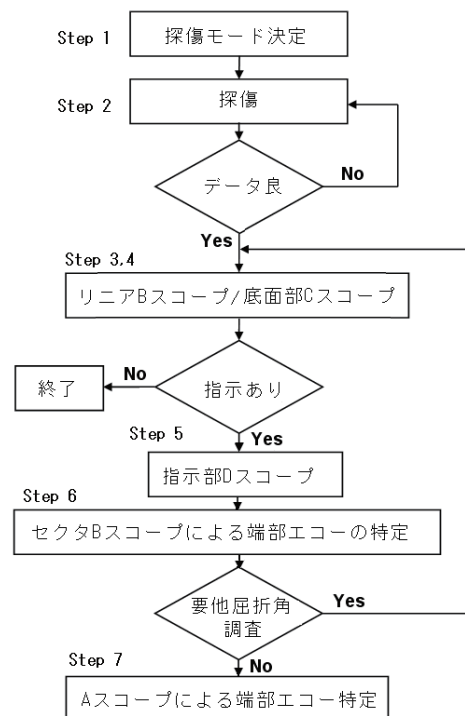 Step 1
探傷モード決定
Step 2
探傷
データ良
No
Yes
Step 3,4
リニアBスコープ/底面部Cスコープ
No
終了
指示あり
Step 5
Yes
指示部Dスコープ
Step 6
セクタBスコープによる端部エコーの特定
要他屈折角
調査
Yes
Step 7
No
Aスコープによる端部エコー特定